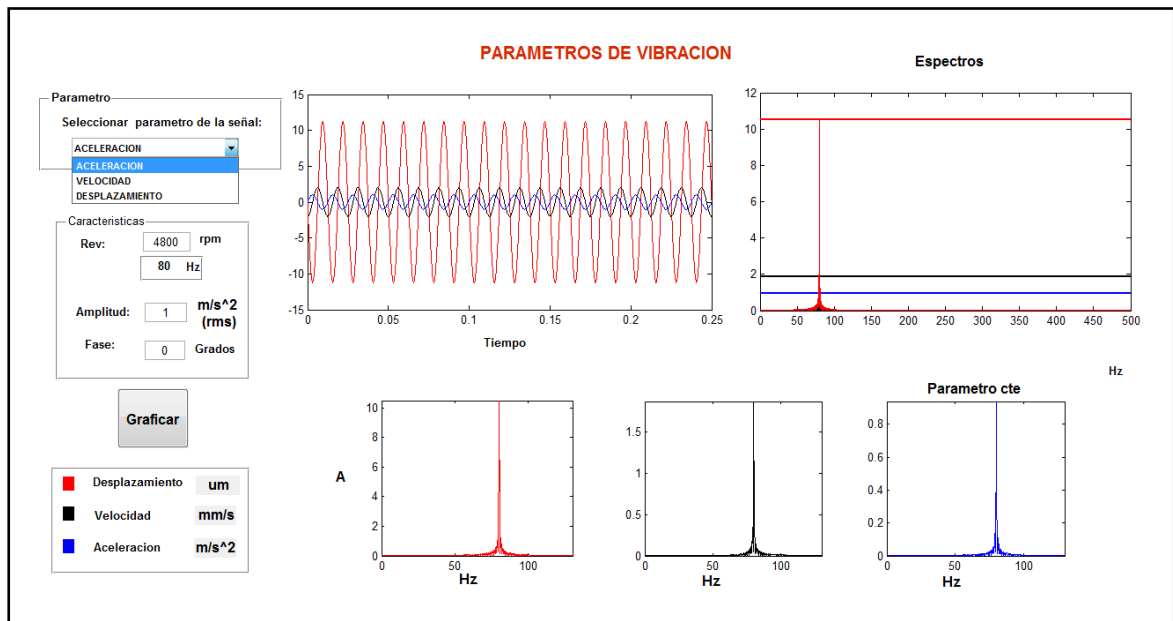 PARAMETROS DE VIBRACION
Parametro
Seleccionar parametro de la señal:
ACELERACION
ACELERACION
VELOCIDAD
DESPLAZAMIENTO
Caracteristicas
Rev: 4800 rpm
80 Hz
Amplitud: 1 m/s^2
(rms)
Fase: 0 Grados
Graficar
Desplazamiento um
Velocidad mm/s
Aceleracion m/s^2
15
10
5
0
-5
-10
-15
0 0.05 0.1 0.15 0.2 0.25
Tiempo
Espectros
12
10
8
6
4
2
0
0 50 100 150 200 250 300 350 400 450 500
Hz
A
10
8
6
4
2
0
0 50 100
Hz
1.5
1
0.5
0
0 50 100
Hz
Parametro cte
0.8
0.6
0.4
0.2
0
0 50 100
Hz